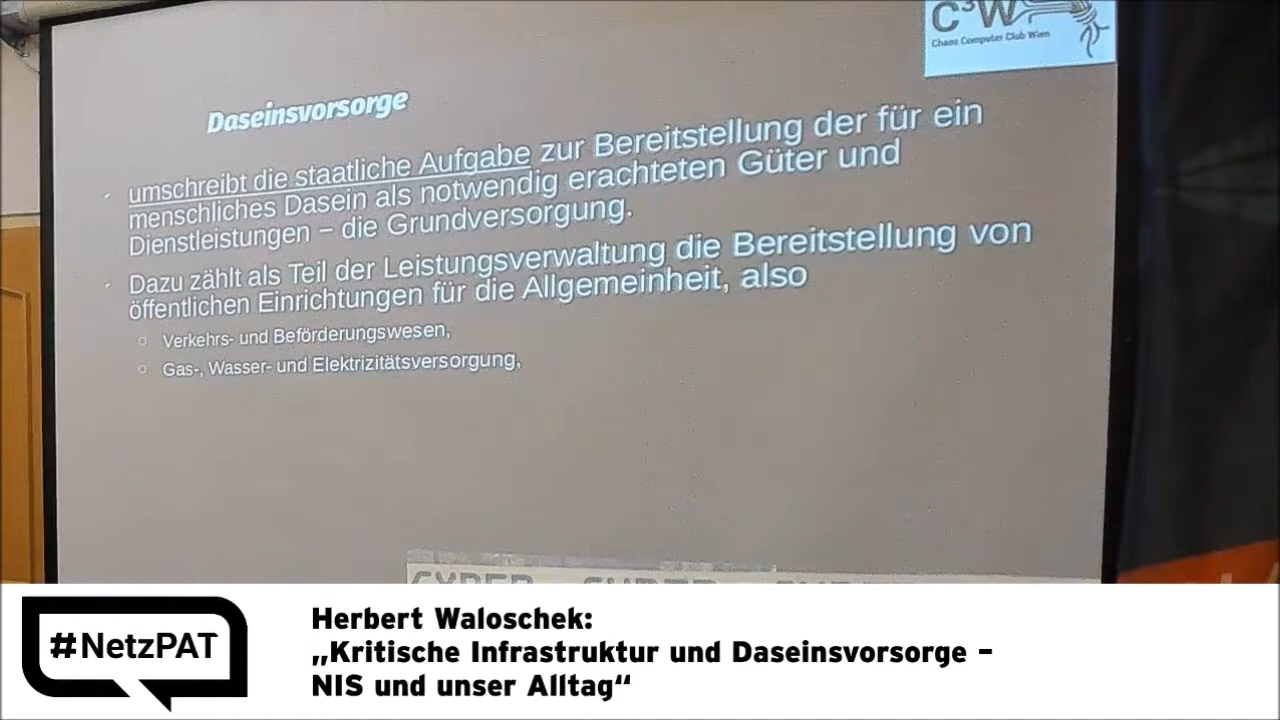 C³W
Chaos Computer Club Wien
Daseinsvorsorge
umschreibt die staatliche Aufgabe zur Bereitstellung der für ein
menschliches Dasein als notwendig erachteten Güter und
Dienstleistungen – die Grundversorgung.
Dazu zählt als Teil der Leistungsverwaltung die Bereitstellung von
öffentlichen Einrichtungen für die Allgemeinheit, also
Verkehrs- und Beförderungswesen,
Gas-, Wasser- und Elektrizitätsversorgung,
#NetzPAT
Herbert Waloschek:
„Kritische Infrastruktur und Daseinsvorsorge –
NIS und unser Alltag“